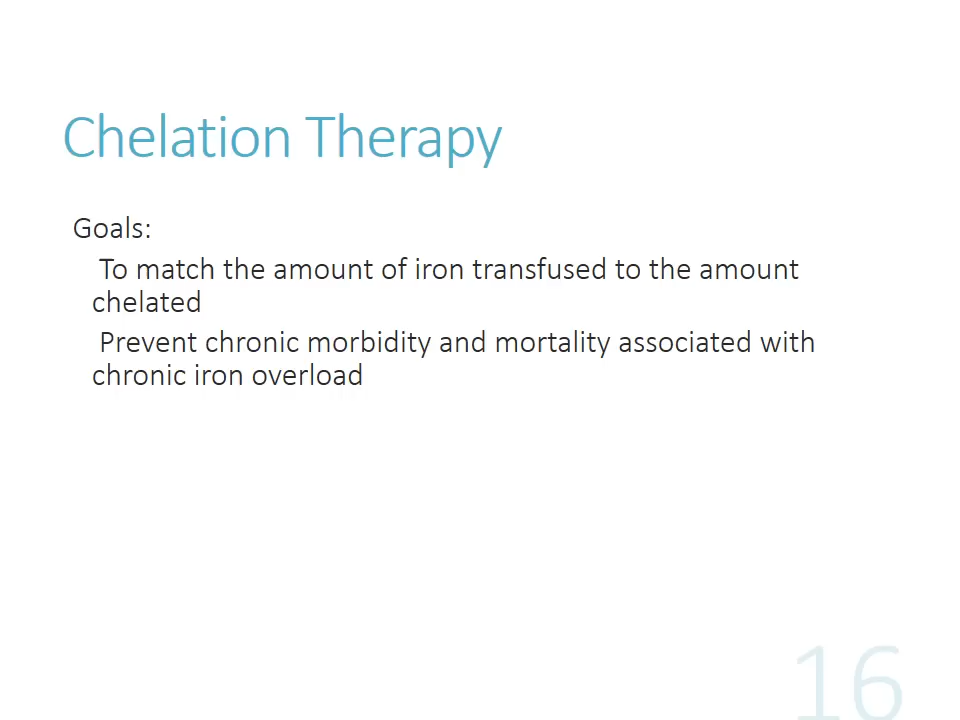 Chelation Therapy
Goals:
To match the amount of iron transfused to the amount
chelated
Prevent chronic morbidity and mortality associated with
chronic iron overload
16